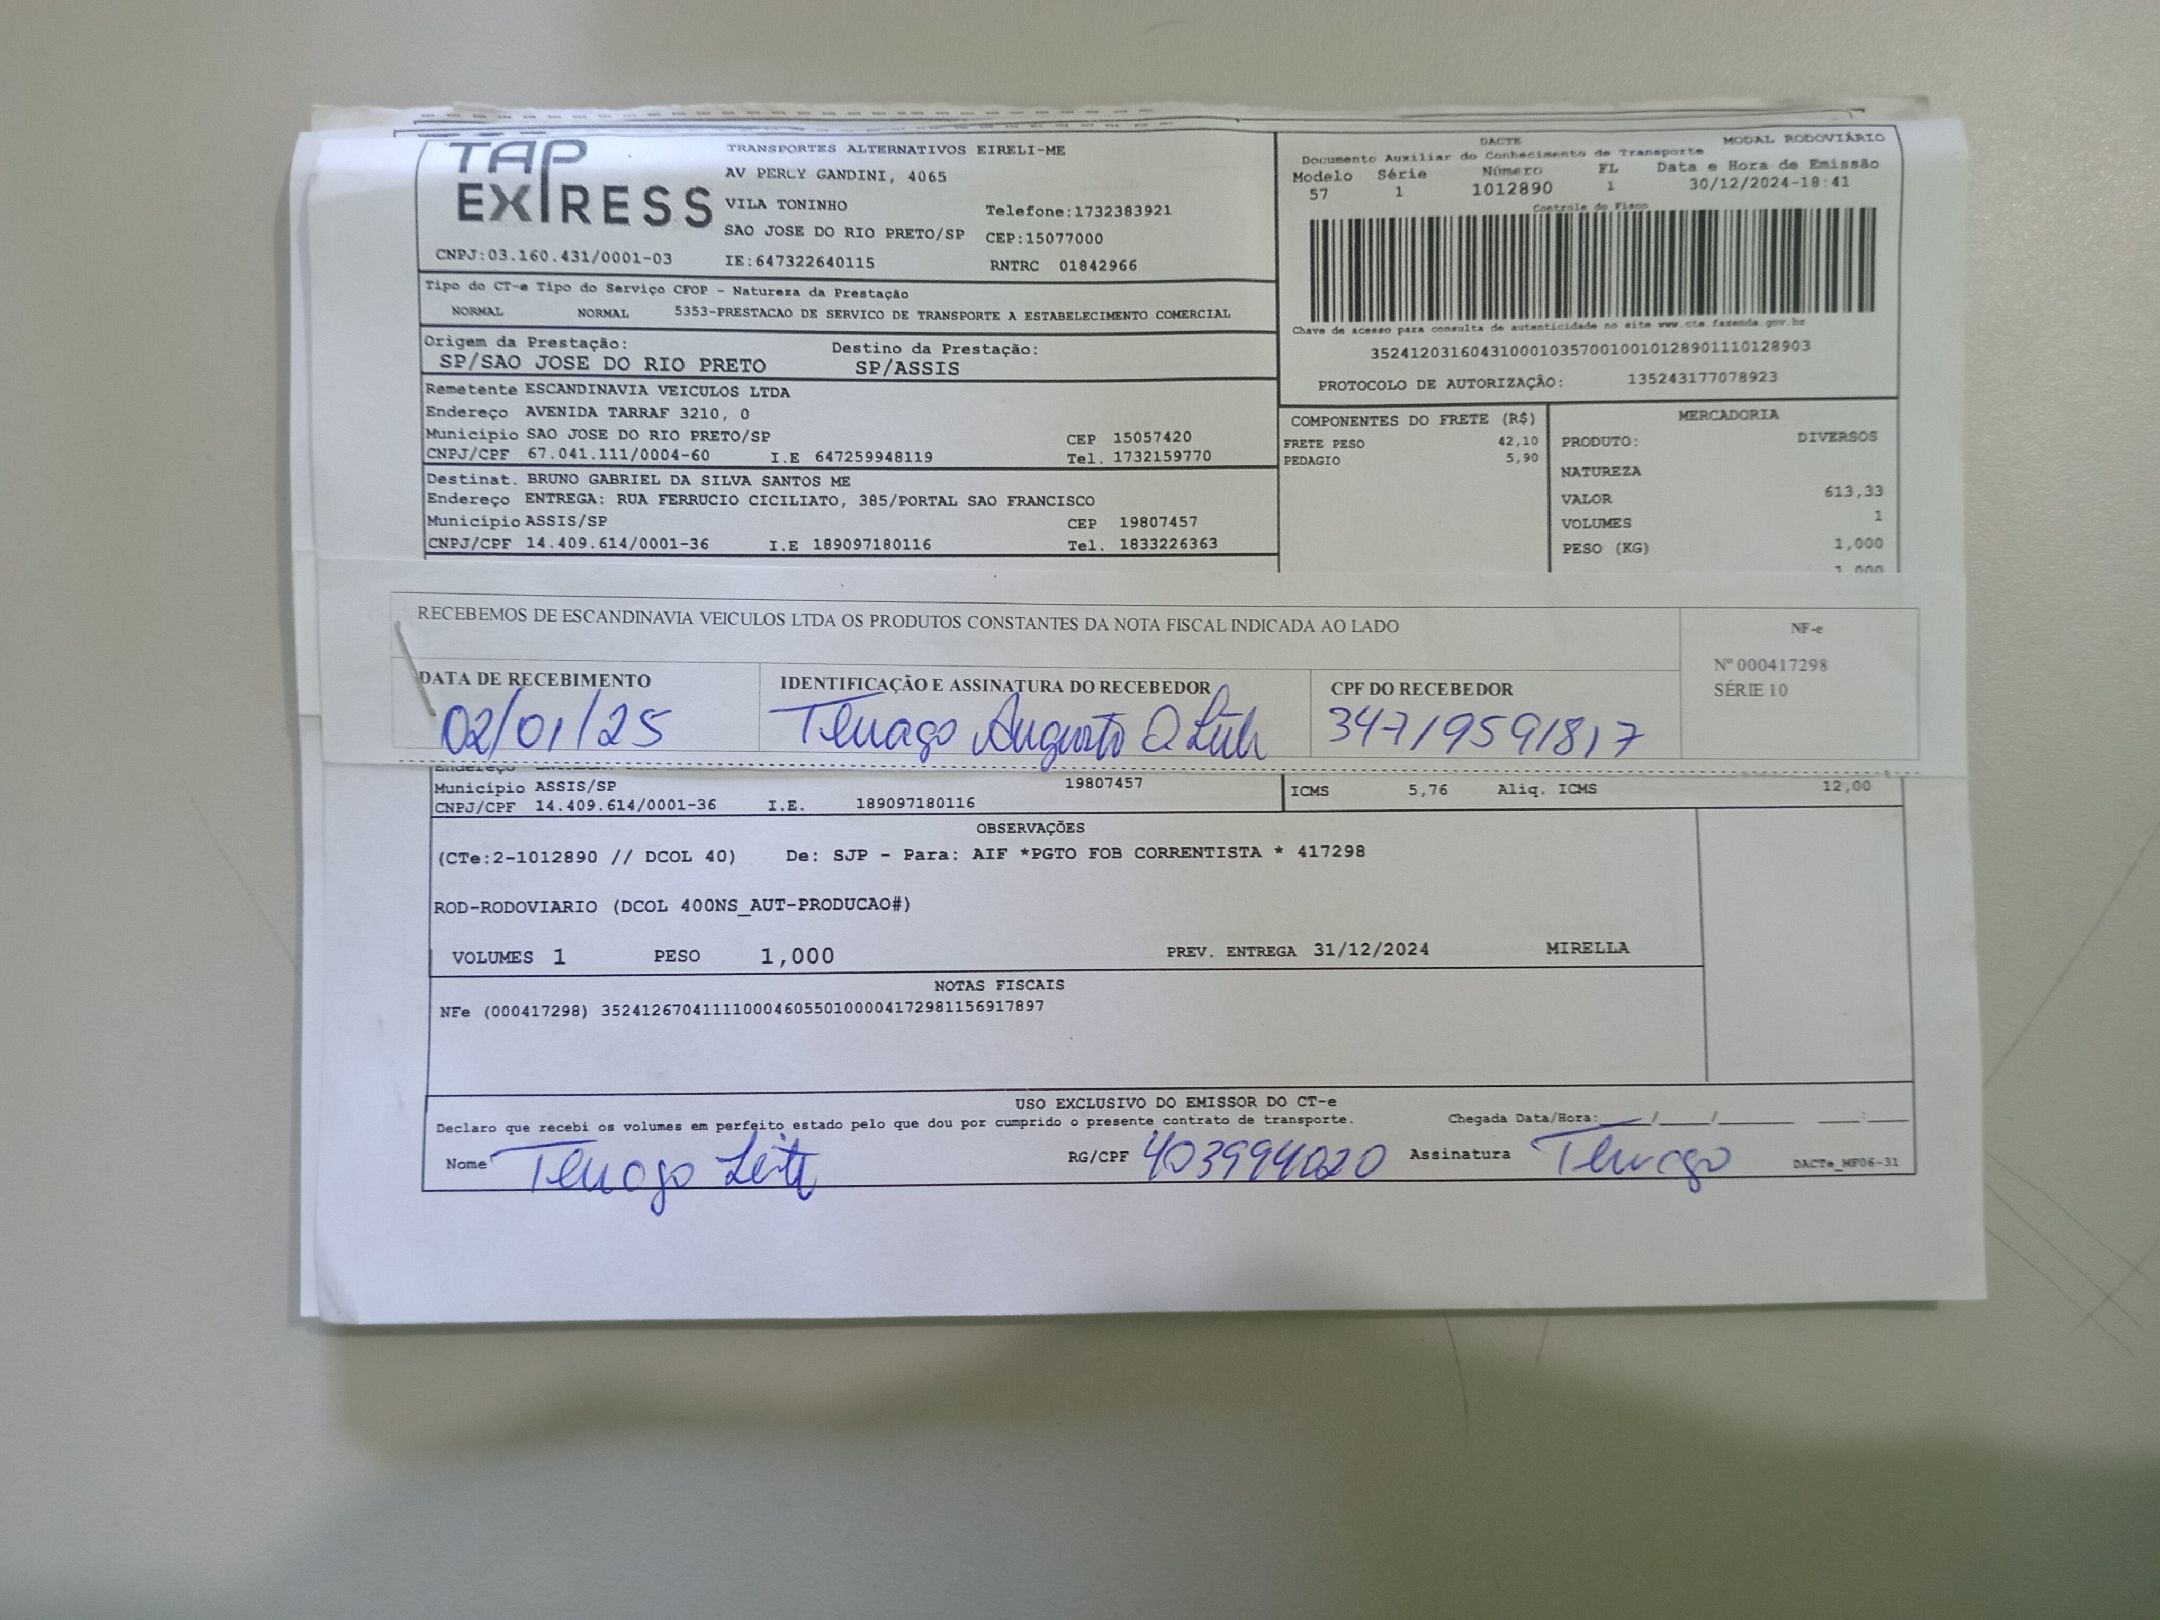 TAP EXPRESS
TRANSPORTES ALTERNATIVOS EIRELI-ME
AV PERCY GANDINI, 4065
VILA TONINHO Telefone:1732383921
SAO JOSE DO RIO PRETO/SP CEP:15077000
CNPJ:03.160.431/0001-03 IE:647322640115 RNTRC 01842966
DACTE MODAL RODOVIÁRIO
Documento Auxiliar do Conhecimento de Transporte
Modelo Série Número FL Data e Hora de Emissão
57 1 1012890 1 30/12/2024-18:41
Controle do Fisco
Chave de acesso para consulta de autenticidade no site www.cte.fazenda.gov.br
35241203160431000103570010010128901110128903
PROTOCOLO DE AUTORIZAÇÃO: 135243177078923
Tipo do CT-e Tipo do Serviço CFOP - Natureza da Prestação
NORMAL NORMAL 5353-PRESTACAO DE SERVICO DE TRANSPORTE A ESTABELECIMENTO COMERCIAL
Origem da Prestação: Destino da Prestação:
SP/SAO JOSE DO RIO PRETO SP/ASSIS
Remetente ESCANDINAVIA VEICULOS LTDA
Endereço AVENIDA TARRAF 3210, 0
Município SAO JOSE DO RIO PRETO/SP CEP 15057420
CNPJ/CPF 67.041.111/0004-60 I.E 647259948119 Tel. 1732159770
Destinat. BRUNO GABRIEL DA SILVA SANTOS ME
Endereço ENTREGA: RUA FERRUCIO CICILIATO, 385/PORTAL SAO FRANCISCO
Município ASSIS/SP CEP 19807457
CNPJ/CPF 14.409.614/0001-36 I.E 189097180116 Tel. 1833226363
COMPONENTES DO FRETE (R$)
FRETE PESO 42,10
PEDAGIO 5,90
MERCADORIA
PRODUTO: DIVERSOS
NATUREZA
VALOR 613,33
VOLUMES 1
PESO (KG) 1,000
1,000
RECEBEMOS DE ESCANDINAVIA VEICULOS LTDA OS PRODUTOS CONSTANTES DA NOTA FISCAL INDICADA AO LADO
NF-e
Nº 000417298
SÉRIE 10
DATA DE RECEBIMENTO IDENTIFICAÇÃO E ASSINATURA DO RECEBEDOR CPF DO RECEBEDOR
02/01/25 Thiago Augusto 34719591817
Endereço
Município ASSIS/SP 19807457
CNPJ/CPF 14.409.614/0001-36 I.E. 189097180116
ICMS 5,76 Aliq. ICMS 12,00
OBSERVAÇÕES
(CTe:2-1012890 // DCOL 40) De: SJP - Para: AIF *PGTO FOB CORRENTISTA * 417298
ROD-RODOVIARIO (DCOL 400NS_AUT-PRODUCAO#)
VOLUMES 1 PESO 1,000 PREV. ENTREGA 31/12/2024 MIRELLA
NOTAS FISCAIS
NFe (000417298) 35241267041111000460550100004172981156917897
USO EXCLUSIVO DO EMISSOR DO CT-e
Declaro que recebi os volumes em perfeito estado pelo que dou por cumprido o presente contrato de transporte. Chegada Data/Hora: / / :
Nome Thiago Leite RG/CPF 403994020 Assinatura Thiago DACTe_MF06-31